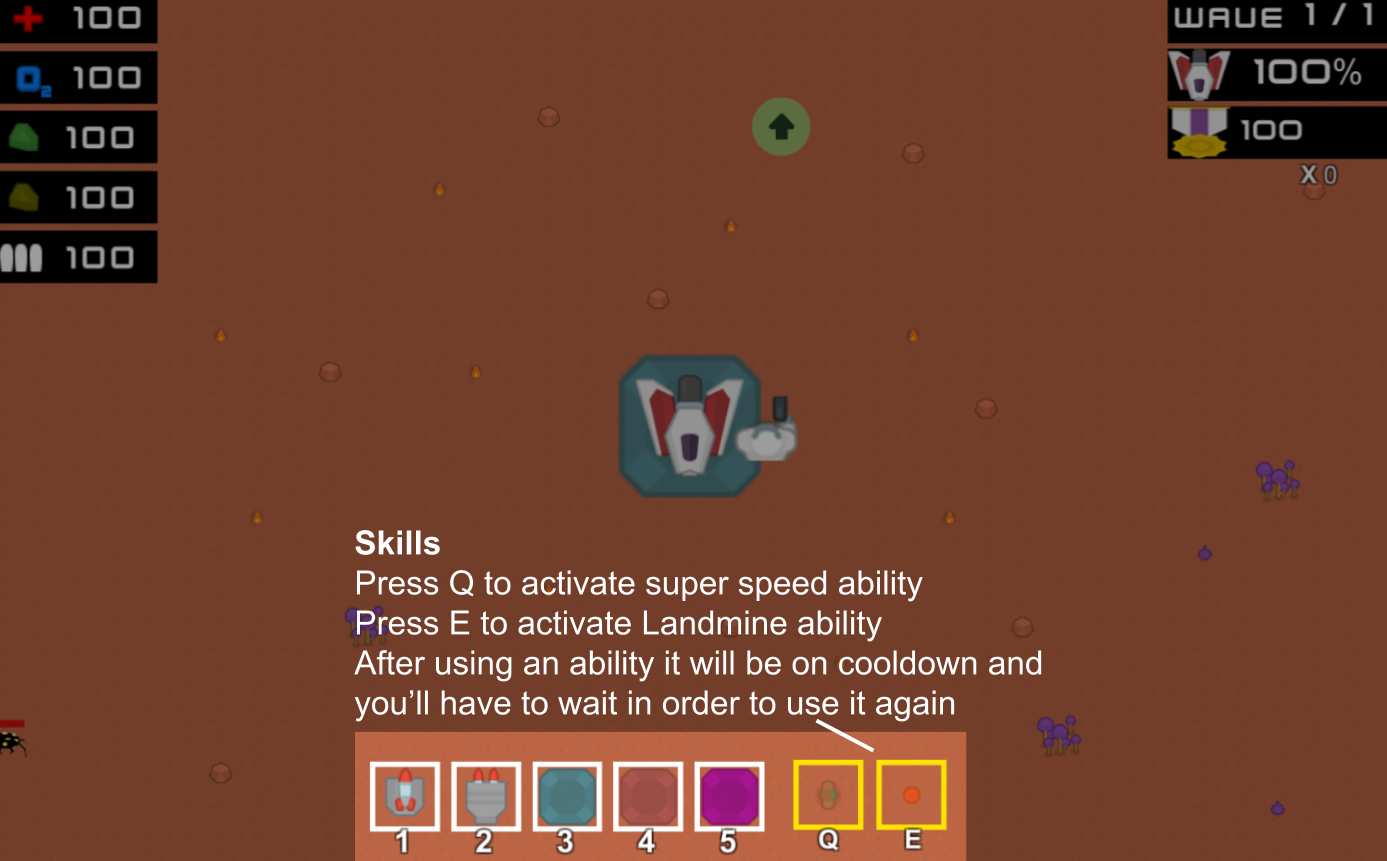 100
WAVE 1 / 1
O2 100
100%
100
100
X 0
100
100
Skills
Press Q to activate super speed ability
Press E to activate Landmine ability
After using an ability it will be on cooldown and
you’ll have to wait in order to use it again
1 2 3 4 5 Q E